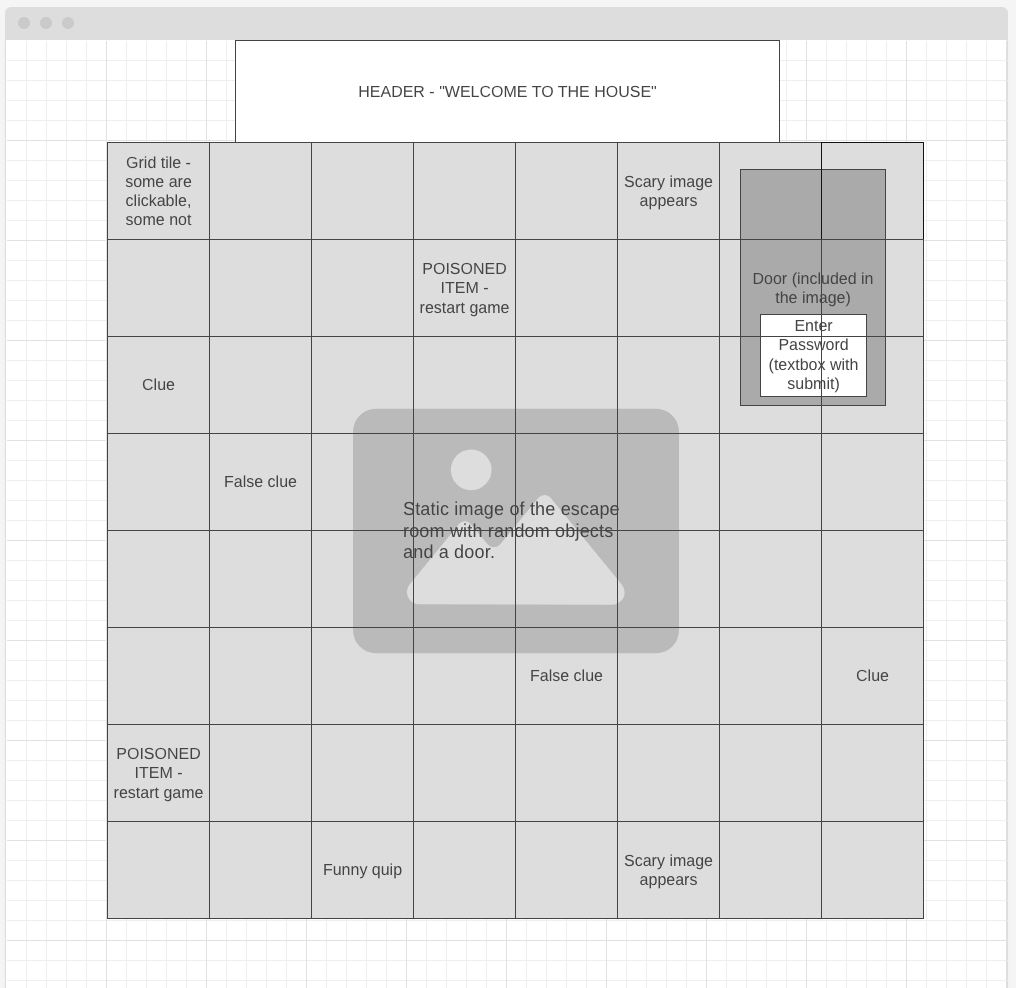 HEADER - "WELCOME TO THE HOUSE"
Grid tile -
some are
clickable,
some not
Scary image
appears
POISONED
ITEM -
restart game
Door (included in
the image)
Enter
Password
(textbox with
submit)
Clue
False clue
Static image of the escape
room with random objects
and a door.
False clue
Clue
POISONED
ITEM -
restart game
Funny quip
Scary image
appears